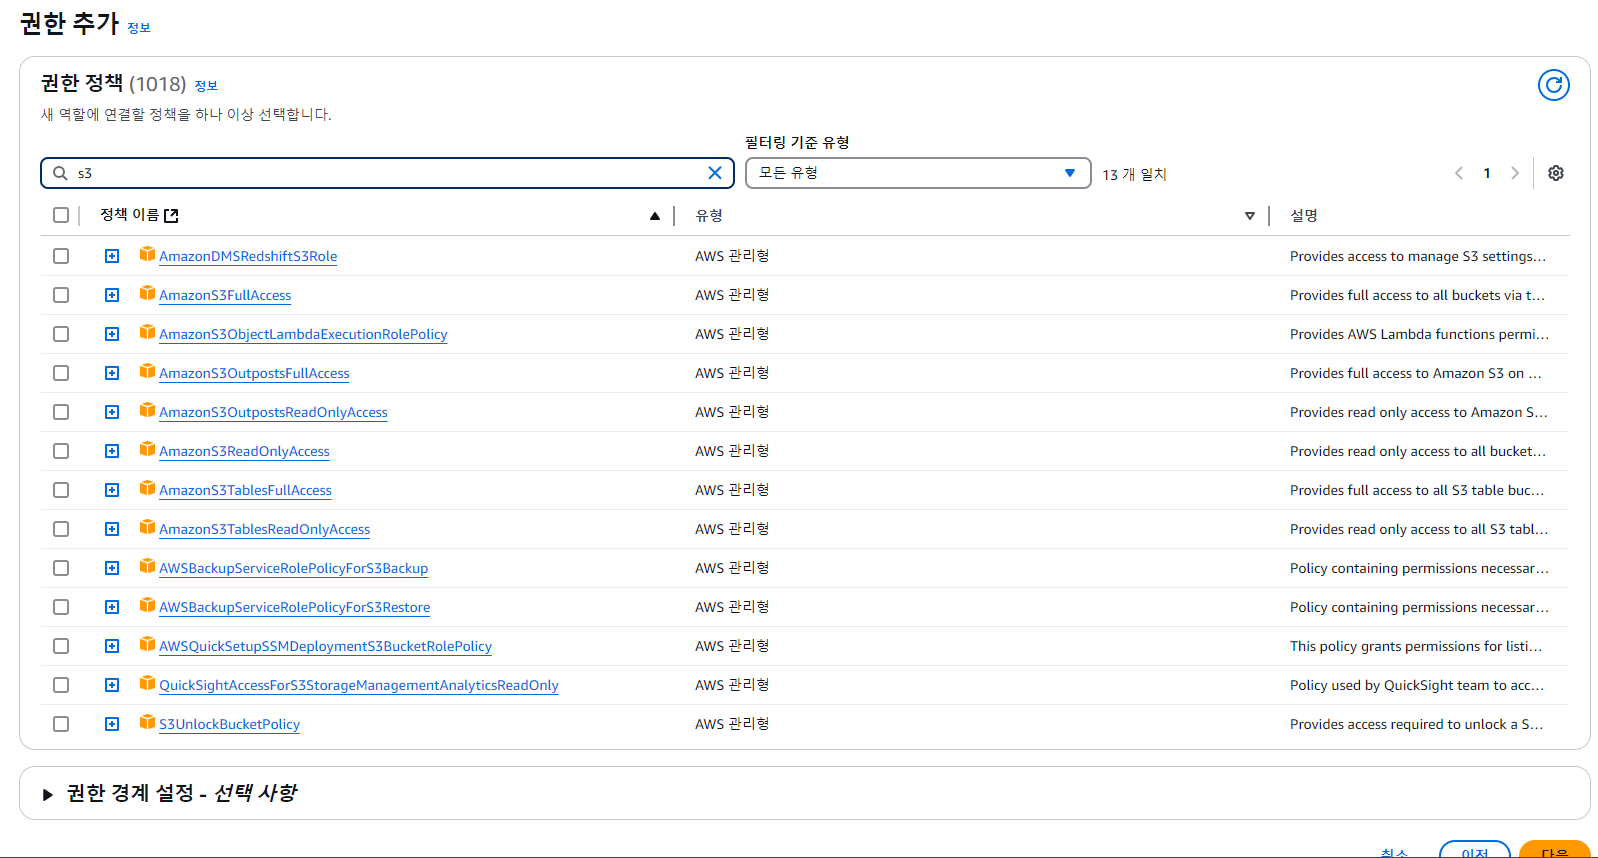 권한 추가 정보
권한 정책 (1018) 정보
새 역할에 연결할 정책을 하나 이상 선택합니다.
필터링 기준 유형
s3 모든 유형 13 개 일치 1
정책 이름 유형 설명
AmazonDMSRedshiftS3Role AWS 관리형 Provides access to manage S3 settings...
AmazonS3FullAccess AWS 관리형 Provides full access to all buckets via t...
AmazonS3ObjectLambdaExecutionRolePolicy AWS 관리형 Provides AWS Lambda functions permi...
AmazonS3OutpostsFullAccess AWS 관리형 Provides full access to Amazon S3 on ...
AmazonS3OutpostsReadOnlyAccess AWS 관리형 Provides read only access to Amazon S...
AmazonS3ReadOnlyAccess AWS 관리형 Provides read only access to all bucket...
AmazonS3TablesFullAccess AWS 관리형 Provides full access to all S3 table buc...
AmazonS3TablesReadOnlyAccess AWS 관리형 Provides read only access to all S3 tabl...
AWSBackupServiceRolePolicyForS3Backup AWS 관리형 Policy containing permissions necessar...
AWSBackupServiceRolePolicyForS3Restore AWS 관리형 Policy containing permissions necessar...
AWSQuickSetupSSMDeploymentS3BucketRolePolicy AWS 관리형 This policy grants permissions for listi...
QuickSightAccessForS3StorageManagementAnalyticsReadOnly AWS 관리형 Policy used by QuickSight team to acc...
S3UnlockBucketPolicy AWS 관리형 Provides access required to unlock a S...
권한 경계 설정 - 선택 사항
취소 이전 다음